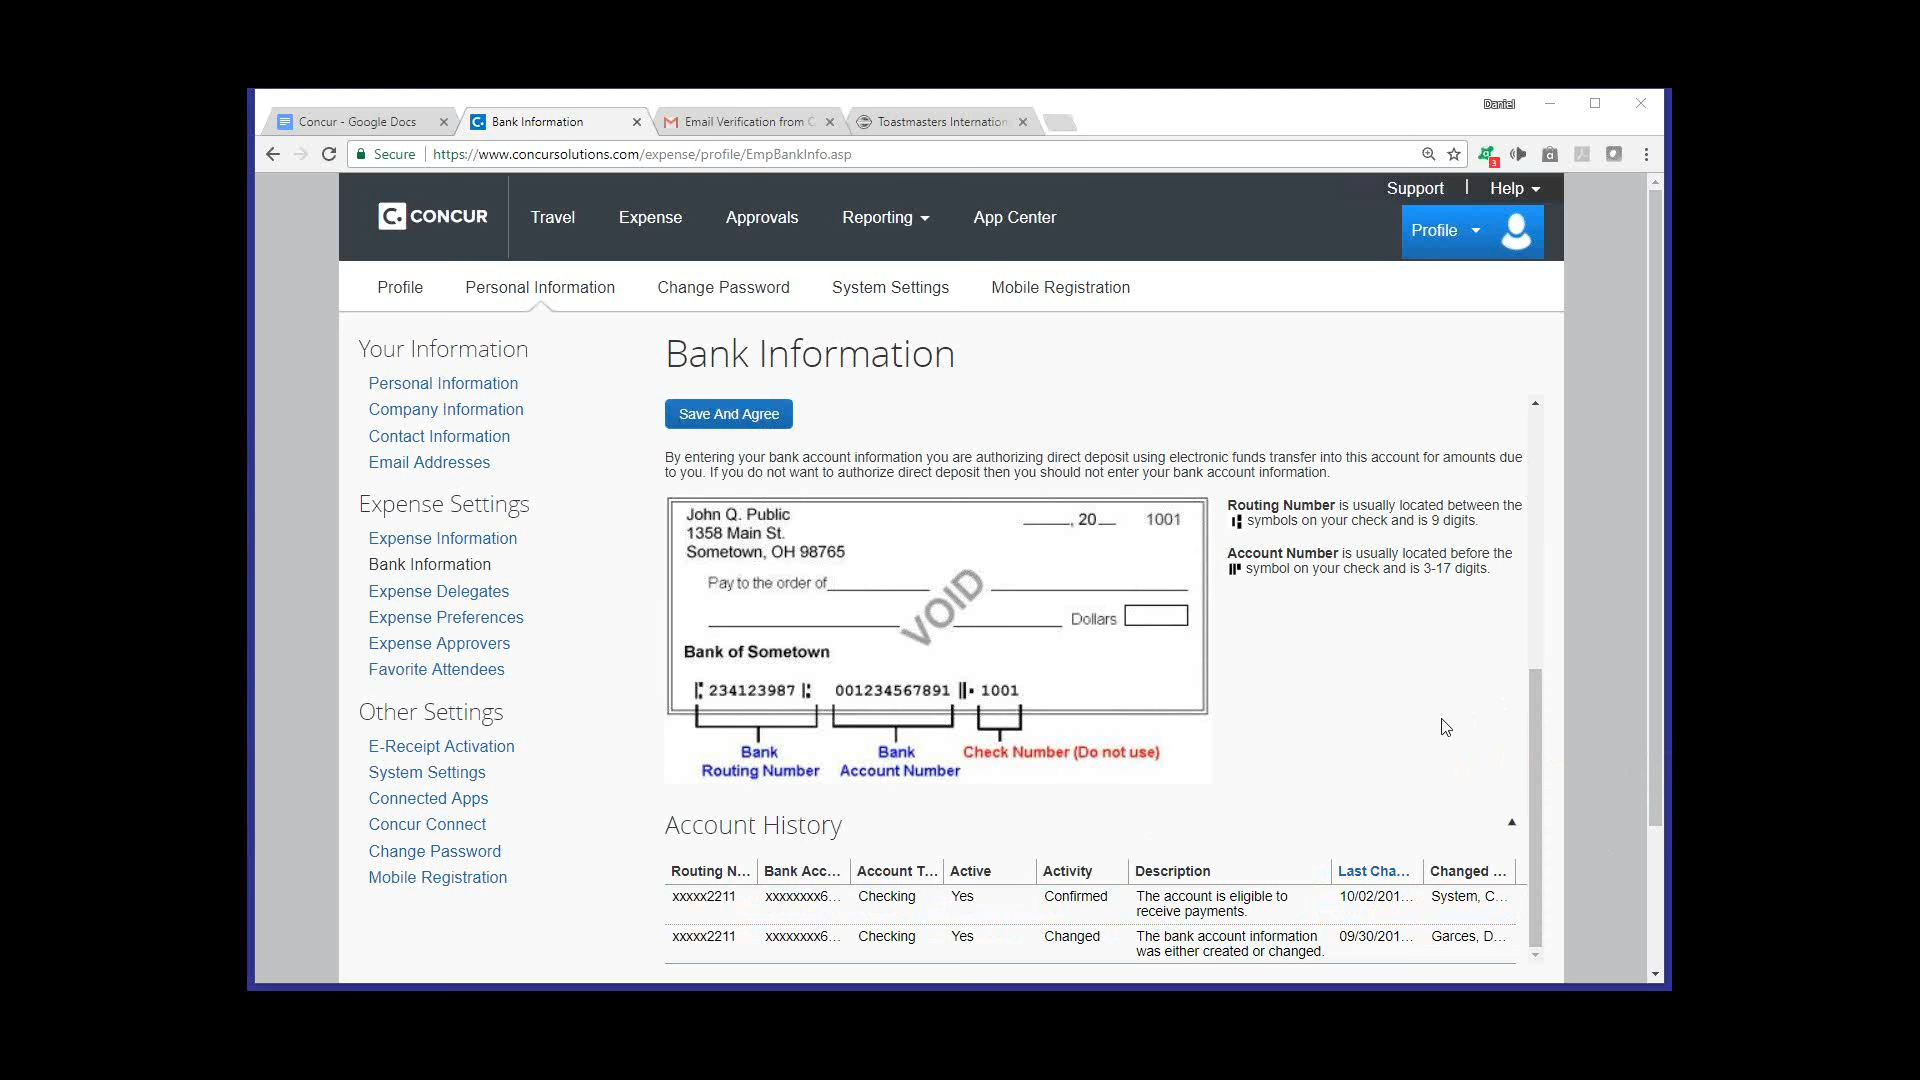 Daniel
Concur - Google Docs
Bank Information
Email Verification from C
Toastmasters Internation
Secure
https://www.concursolutions.com/expense/profile/EmpBankInfo.asp
3
Support | Help
C. CONCUR
Travel
Expense
Approvals
Reporting
App Center
Profile
Profile
Personal Information
Change Password
System Settings
Mobile Registration
Your Information
Personal Information
Company Information
Contact Information
Email Addresses
Expense Settings
Expense Information
Bank Information
Expense Delegates
Expense Preferences
Expense Approvers
Favorite Attendees
Other Settings
E-Receipt Activation
System Settings
Connected Apps
Concur Connect
Change Password
Mobile Registration
Bank Information
Save And Agree
By entering your bank account information you are authorizing direct deposit using electronic funds transfer into this account for amounts due
to you. If you do not want to authorize direct deposit then you should not enter your bank account information.
John Q. Public
1358 Main St.
Sometown, OH 98765
______, 20___ 1001
Pay to the order of
VOID
Dollars
Bank of Sometown
⑆234123987⑆ 001234567891 ⑈ 1001
Bank
Routing Number
Bank
Account Number
Check Number (Do not use)
Routing Number is usually located between the
⑆ symbols on your check and is 9 digits.
Account Number is usually located before the
⑈ symbol on your check and is 3-17 digits.
Account History
Routing N... Bank Acc... Account T... Active Activity Description Last Cha... Changed ...
xxxxx2211 xxxxxxxx6... Checking Yes Confirmed The account is eligible to
receive payments. 10/02/201... System, C...
xxxxx2211 xxxxxxxx6... Checking Yes Changed The bank account information
was either created or changed. 09/30/201... Garces, D...